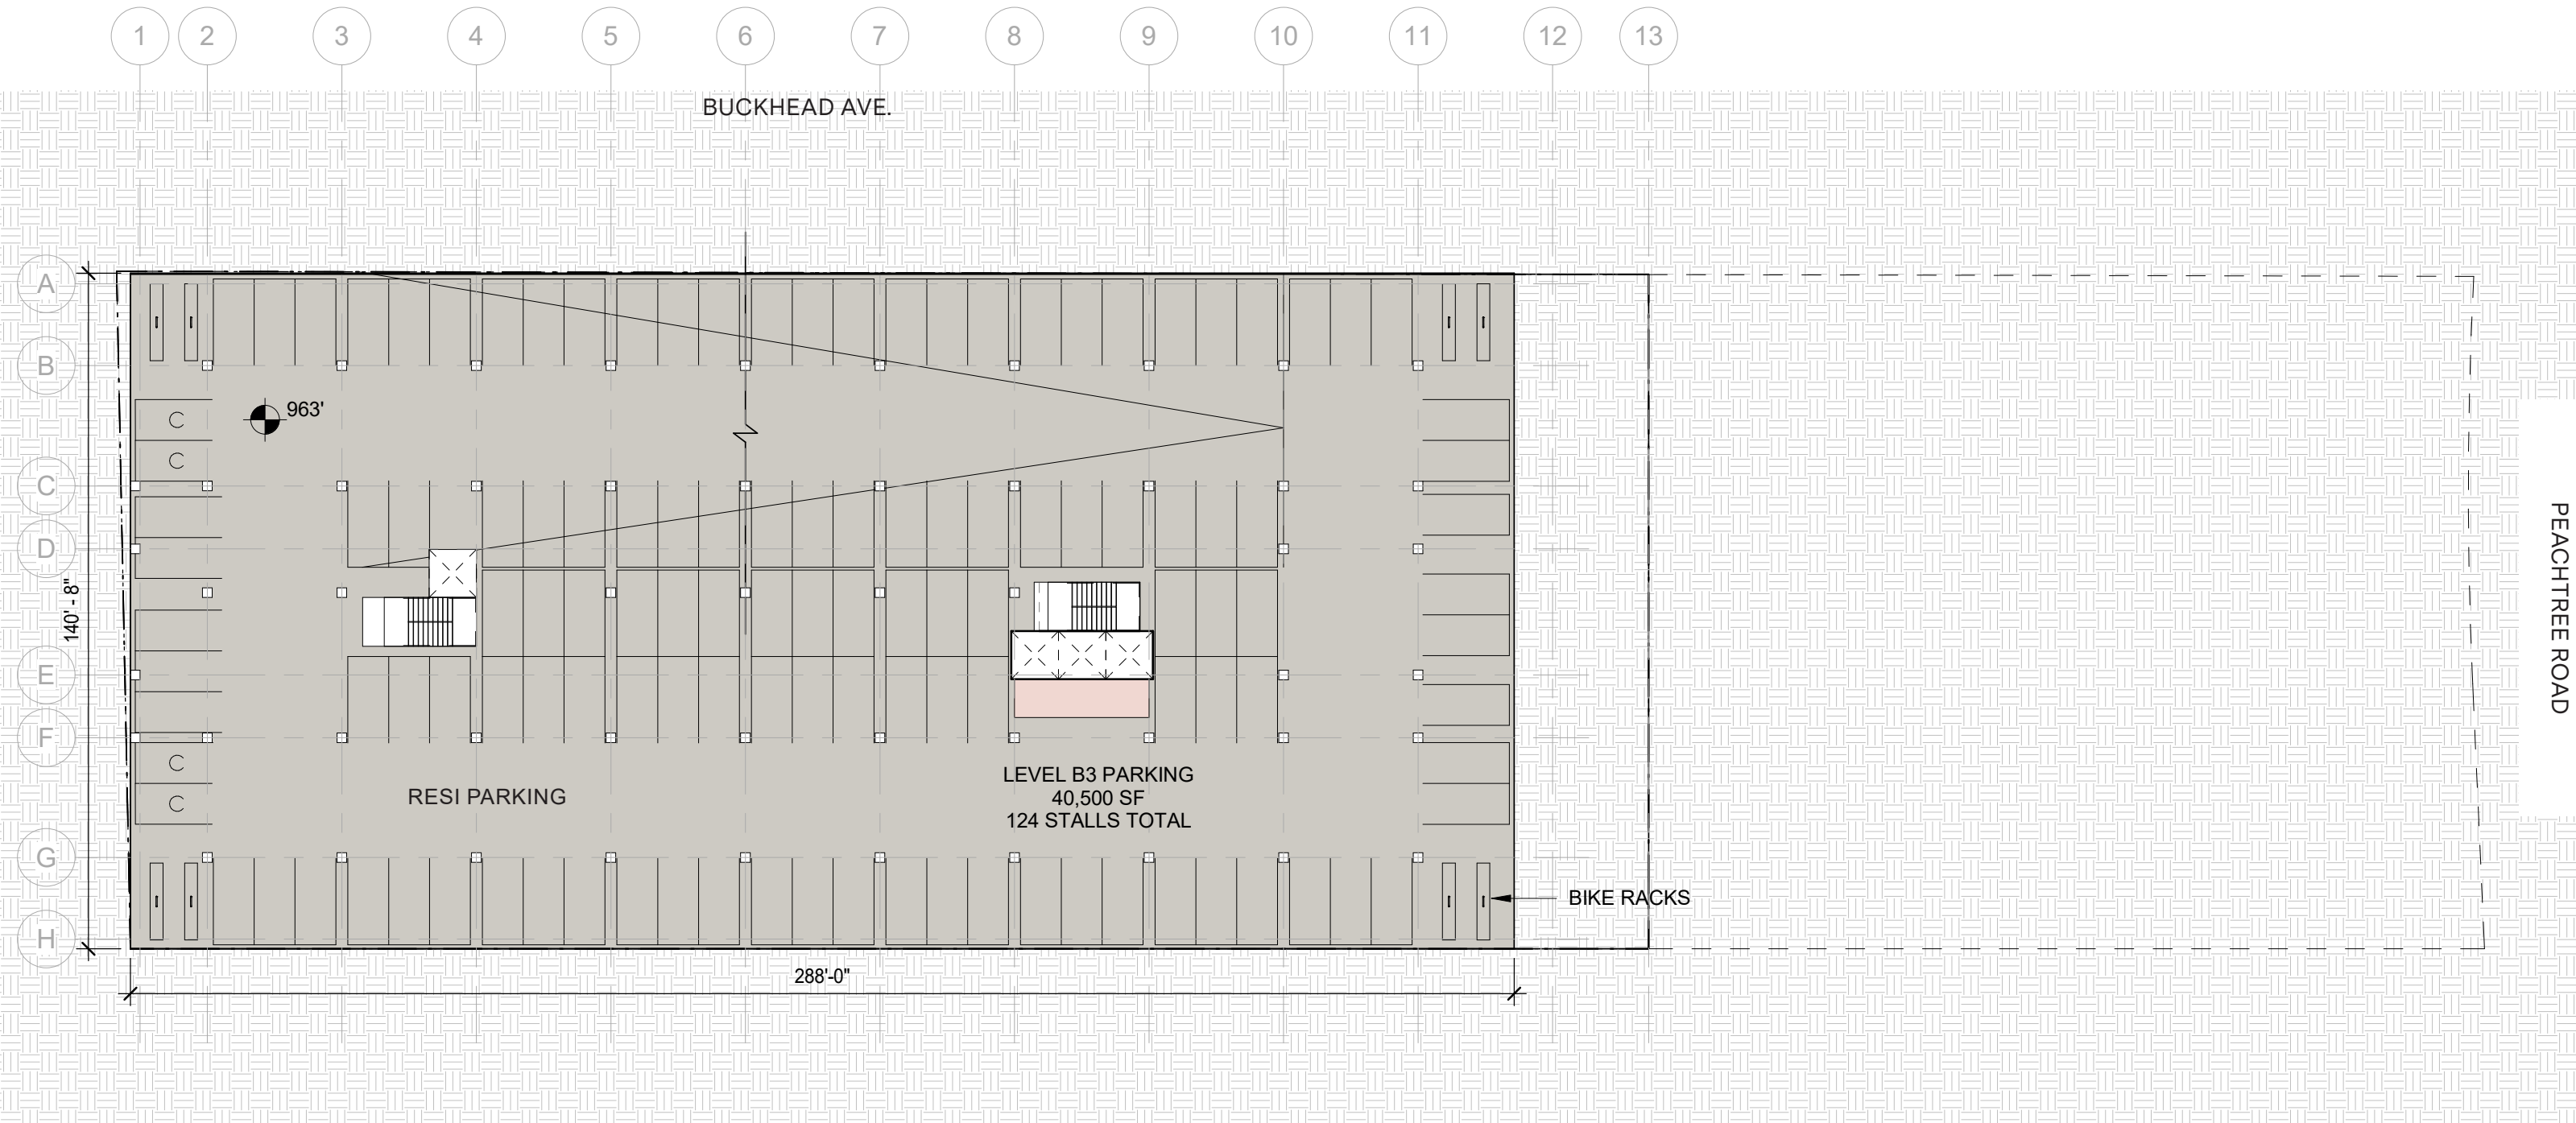 1 2 3 4 5 6 7 8 9 10 11 12 13
BUCKHEAD AVE.
A
B
963'
C
C
C
D
140' - 8"
E
F
C
C
LEVEL B3 PARKING
40,500 SF
124 STALLS TOTAL
RESI PARKING
G
BIKE RACKS
H
288'-0"
PEACHTREE ROAD